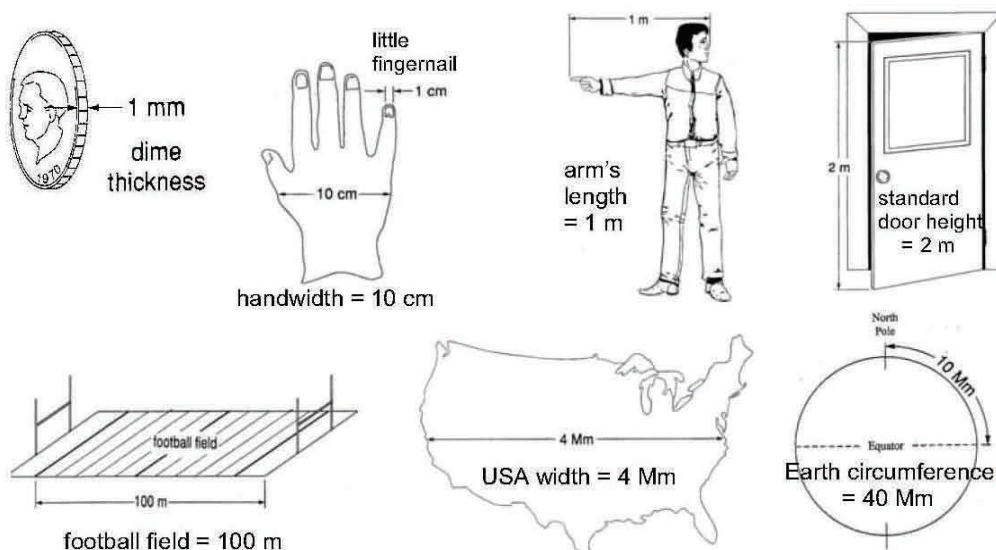 1 mm
dime
thickness
1970
little
fingernail
1 cm
10 cm
handwidth = 10 cm
1 m
arm's
length
= 1 m
2 m
standard
door height
= 2 m
football field
100 m
football field = 100 m
4 Mm
USA width = 4 Mm
North
Pole
10 Mm
Equator
Earth circumference
= 40 Mm